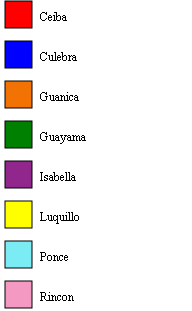 Ceiba
Culebra
Guanica
Guayama
Isabella
Luquillo
Ponce
Rincon